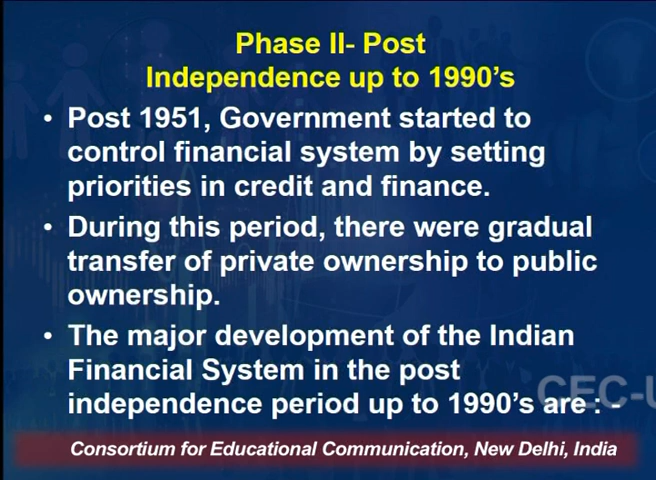 Phase II- Post
Independence up to 1990's
• Post 1951, Government started to
control financial system by setting
priorities in credit and finance.
• During this period, there were gradual
transfer of private ownership to public
ownership.
• The major development of the Indian
Financial System in the post
independence period up to 1990's are : -
CEC-U
Consortium for Educational Communication, New Delhi, India